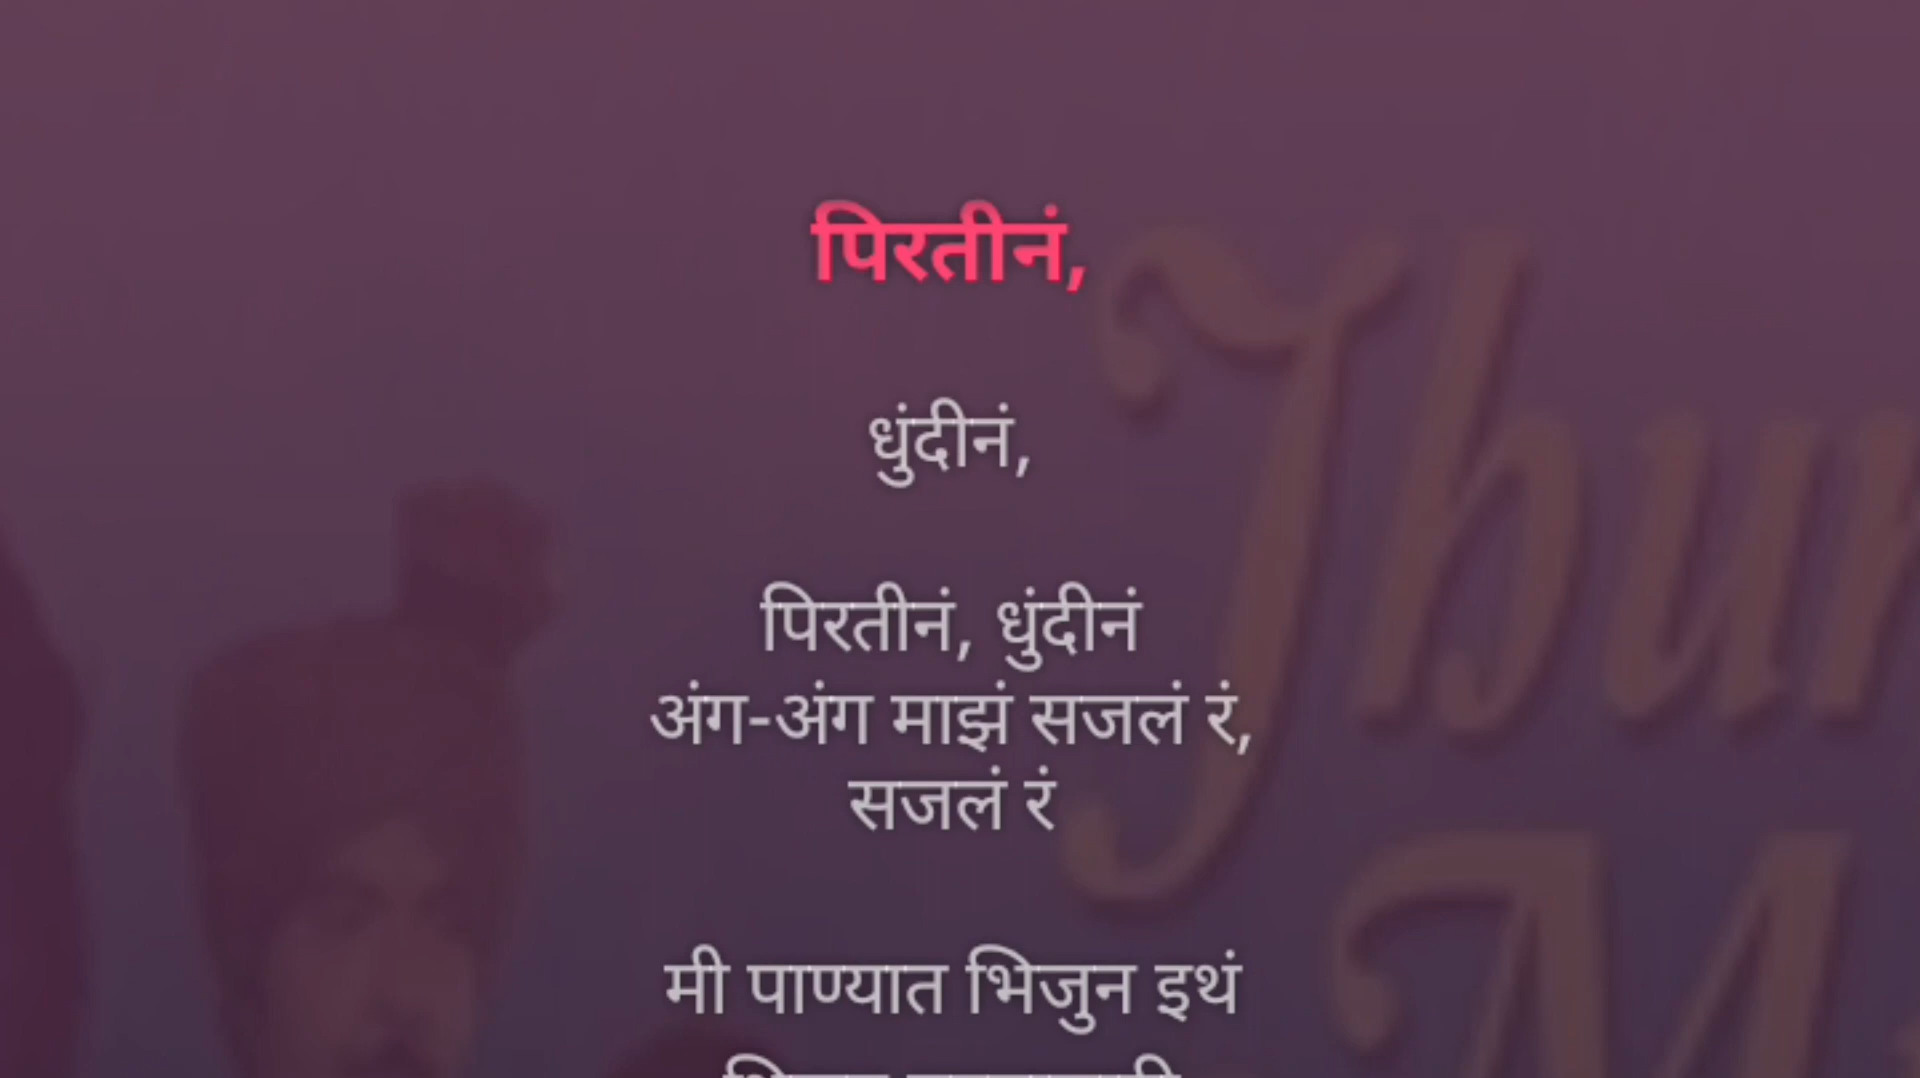 पिरतीनं,
धुंदीनं,
पिरतीनं, धुंदीनं
अंग-अंग माझं सजलं रं,
सजलं रं
मी पाण्यात भिजुन इथं